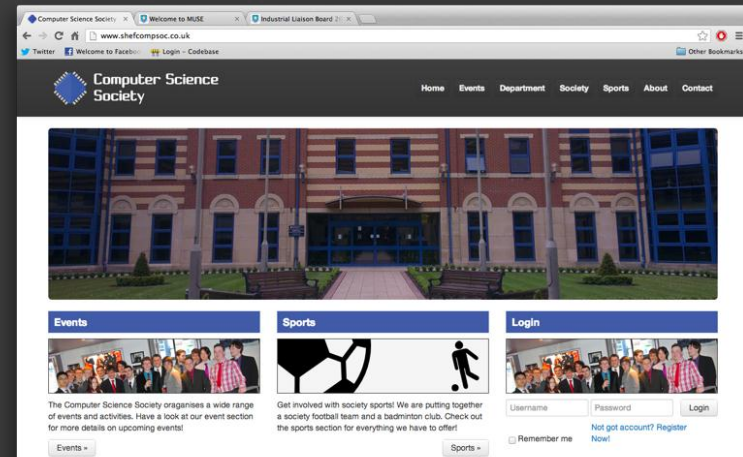 Computer Science Society
Welcome to MUSE
Industrial Liaison Board 20
www.shefcompsoc.co.uk
Twitter
Welcome to Faceboo
Login – Codebase
Other Bookmarks
Computer Science
Society
Home Events Department Society Sports About Contact
Events
The Computer Science Society oraganises a wide range
of events and activities. Have a look at our event section
for more details on upcoming events!
Events »
Sports
Get involved with society sports! We are putting together
a society football team and a badminton club. Check out
the sports section for everything we have to offer!
Sports »
Login
Username
Password
Login
Remember me
Not got account? Register
Now!